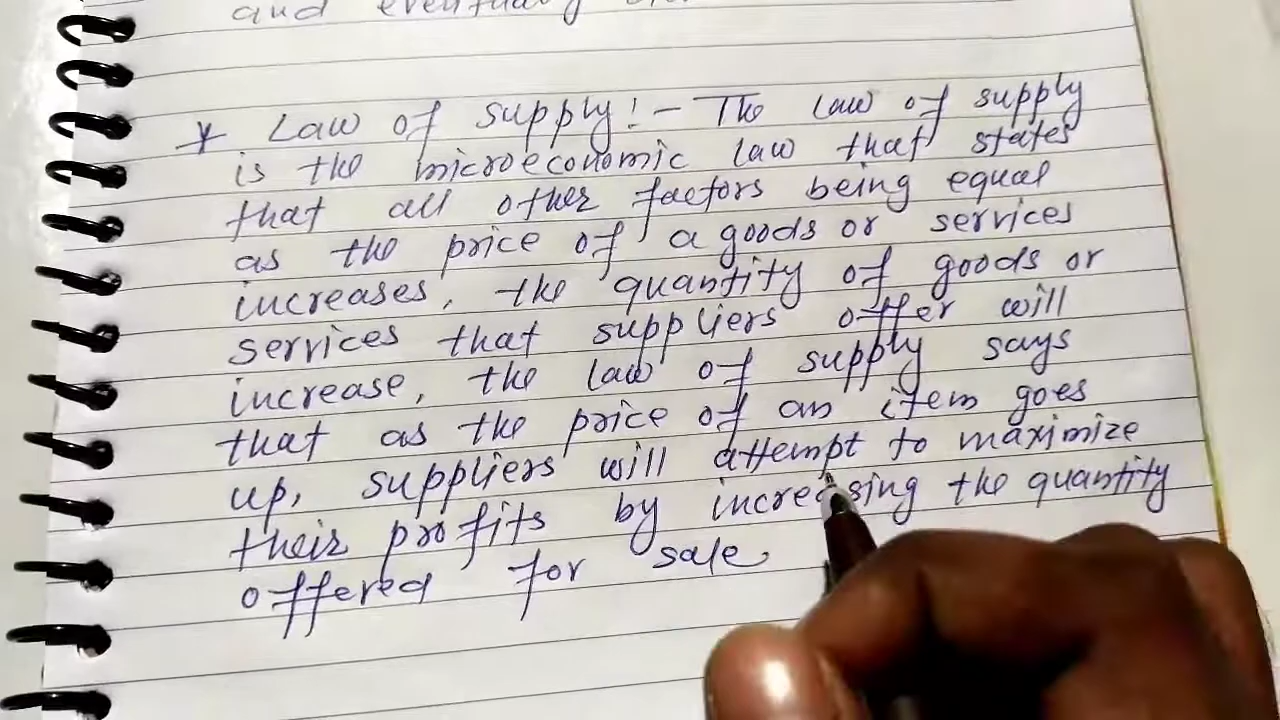 and eventually
* Law of supply:- The law of supply
is the microeconomic law that states
that all other factors being equal
as the price of a goods or services
increases, the quantity of goods or
services that suppliers offer will
increase, the law of supply says
that as the price of an item goes
up, suppliers will attempt to maximize
their profits by increasing the quantity
offered for sale